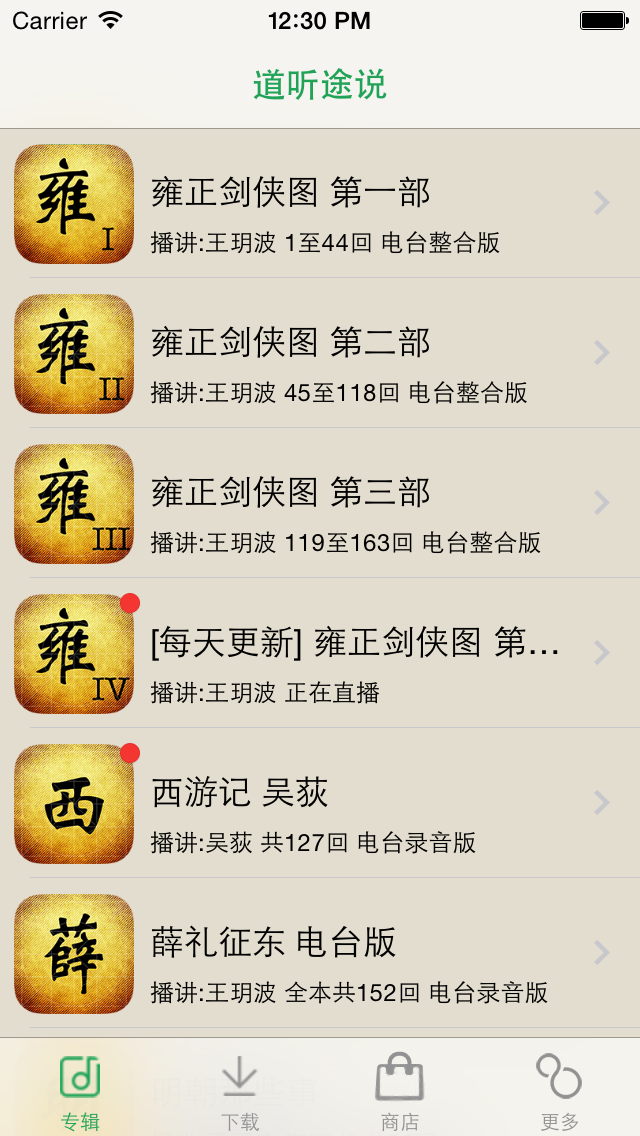 Carrier 12:30 PM
道听途说
雍 I
雍正剑侠图 第一部
播讲:王玥波 1至44回 电台整合版
雍 II
雍正剑侠图 第二部
播讲:王玥波 45至118回 电台整合版
雍 III
雍正剑侠图 第三部
播讲:王玥波 119至163回 电台整合版
雍 IV
[每天更新] 雍正剑侠图 第...
播讲:王玥波 正在直播
西
西游记 吴荻
播讲:吴荻 共127回 电台录音版
薛
薛礼征东 电台版
播讲:王玥波 全本共152回 电台录音版
专辑 下载 商店 更多